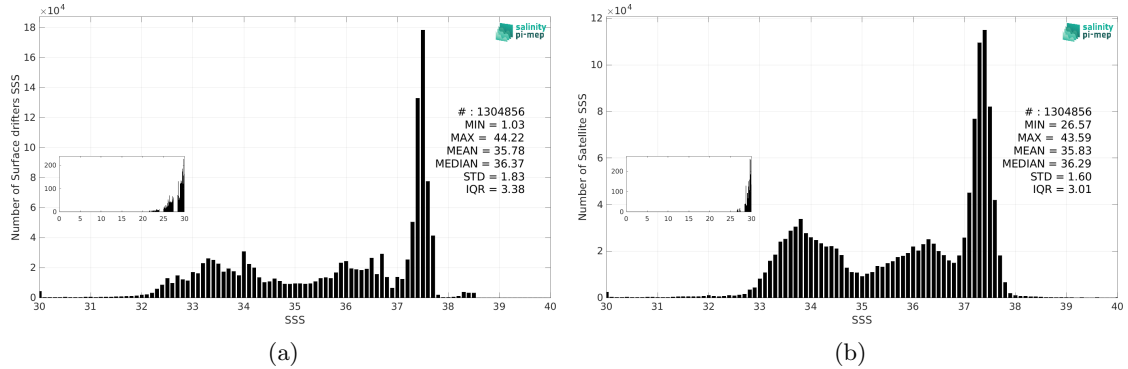 ×10⁴
18
16
14
12
10
8
6
4
2
0
Number of Surface drifters SSS
salinity
pi-mep
# : 1304856
MIN = 1.03
MAX = 44.22
MEAN = 35.78
MEDIAN = 36.37
STD = 1.83
IQR = 3.38
200
100
0
0 5 10 15 20 25 30
30 31 32 33 34 35 36 37 38 39 40
SSS
(a)
×10⁴
12
10
8
6
4
2
0
Number of Satellite SSS
salinity
pi-mep
# : 1304856
MIN = 26.57
MAX = 43.59
MEAN = 35.83
MEDIAN = 36.29
STD = 1.60
IQR = 3.01
200
100
0
0 5 10 15 20 25 30
30 31 32 33 34 35 36 37 38 39 40
SSS
(b)